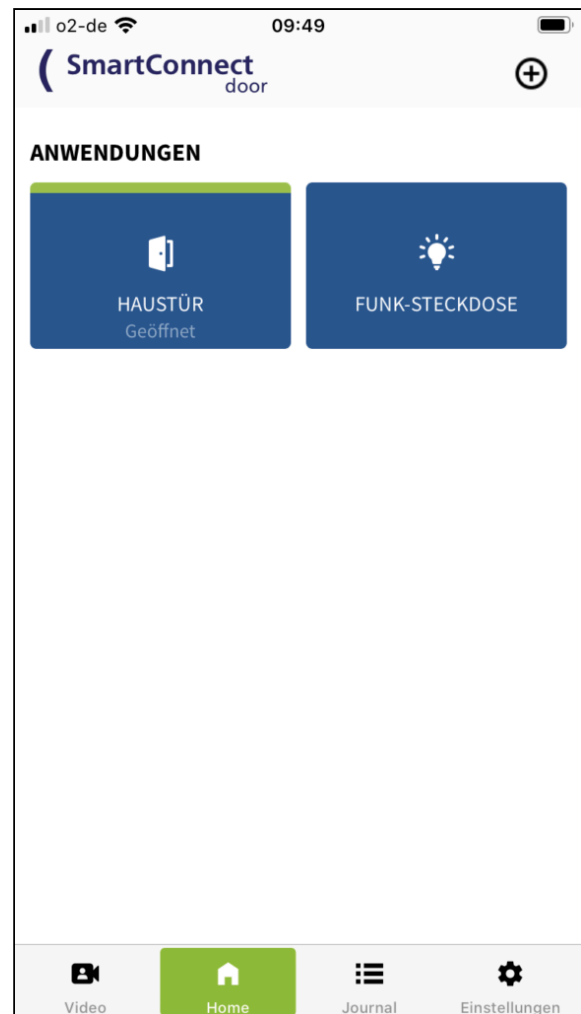 o2-de 09:49
SmartConnect
door
ANWENDUNGEN
HAUSTÜR
Geöffnet
FUNK-STECKDOSE
Video Home Journal Einstellungen